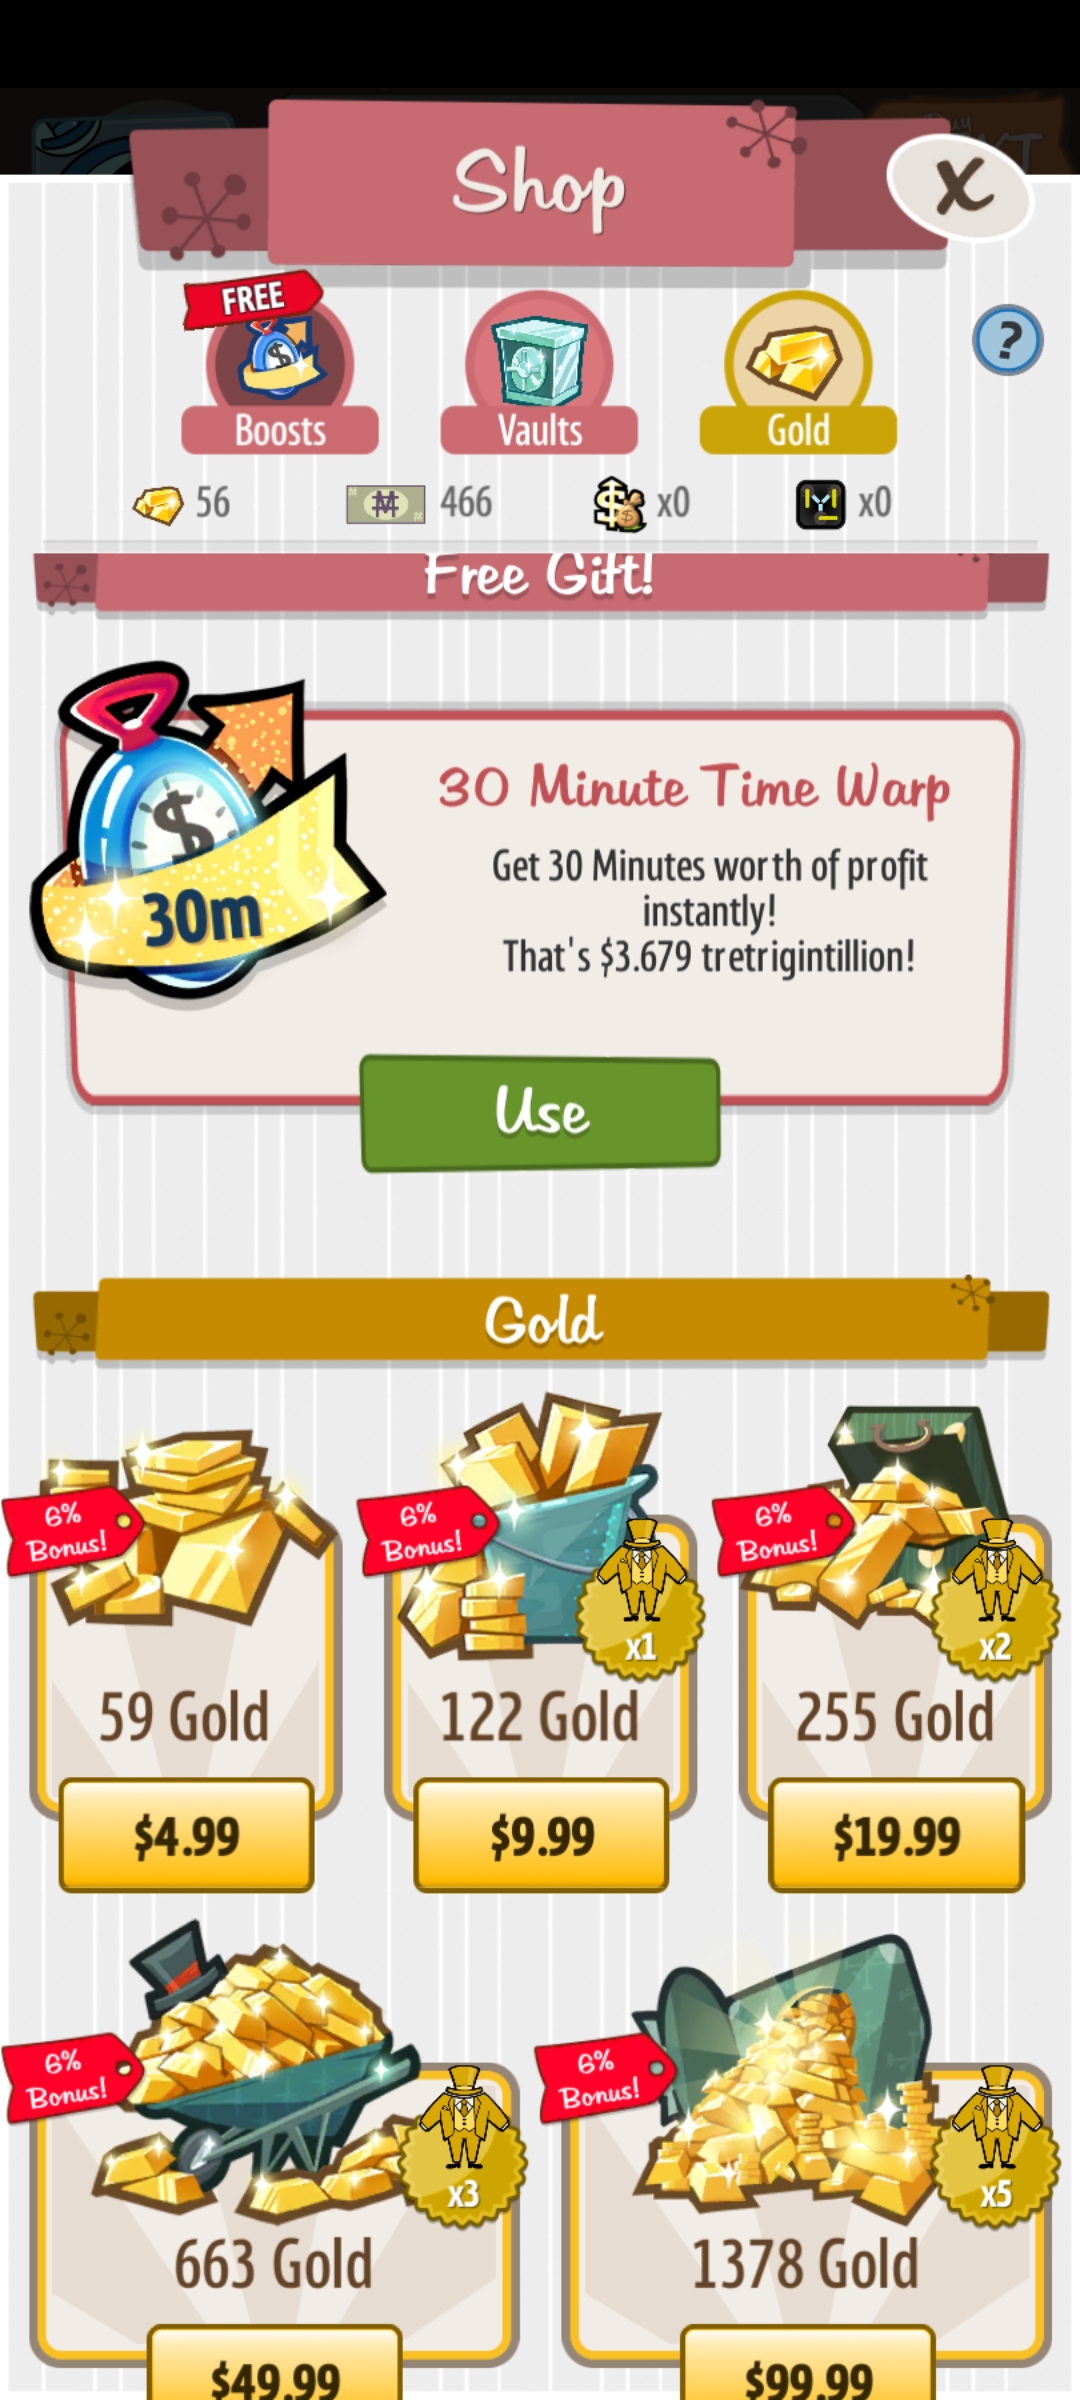 Shop
X
FREE
?
Boosts
Vaults
Gold
56
466
x0
x0
Free Gift!
30 Minute Time Warp
Get 30 Minutes worth of profit
instantly!
That's $3.679 tretrigintillion!
$
30m
Use
Gold
6%
Bonus!
6%
Bonus!
6%
Bonus!
x1
x2
59 Gold
122 Gold
255 Gold
$4.99
$9.99
$19.99
6%
Bonus!
6%
Bonus!
x3
x5
663 Gold
1378 Gold
$49.99
$99.99